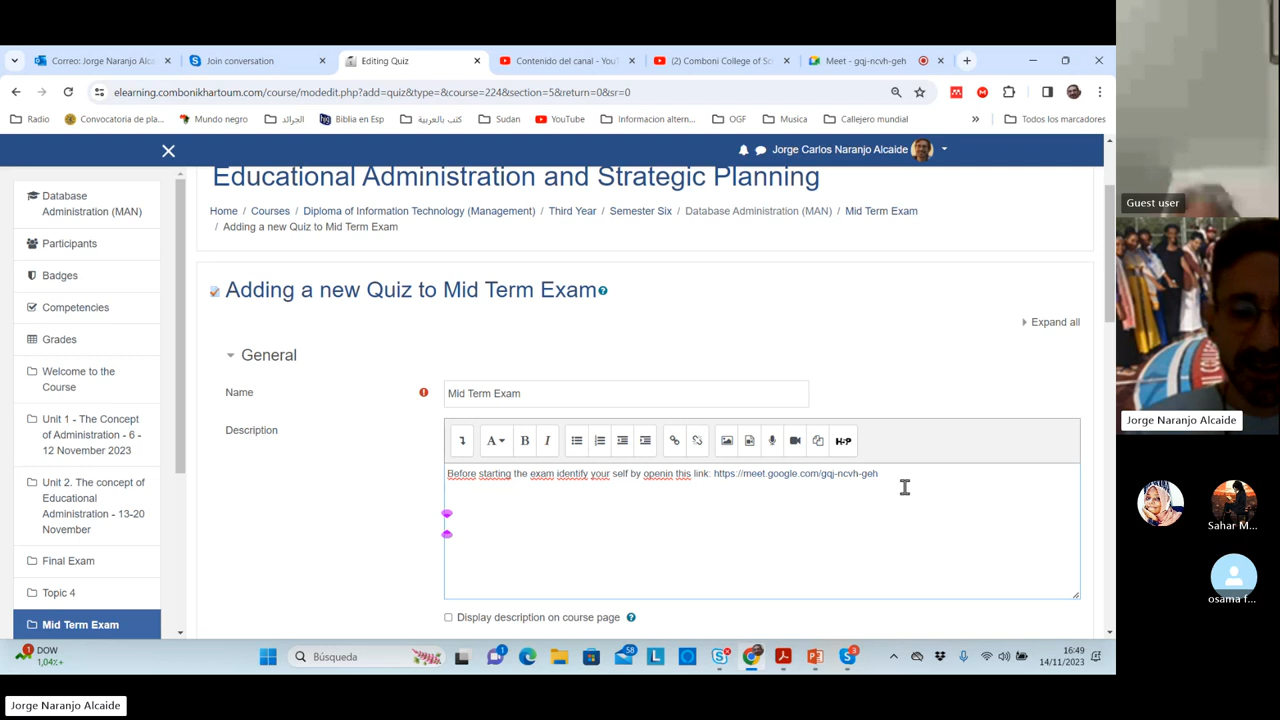 Correo: Jorge Naranjo Alca
Join conversation
Editing Quiz
Contenido del canal - YouT
(2) Comboni College of Sc
Meet - gqj-ncvh-geh
elearning.combonikhartoum.com/course/modedit.php?add=quiz&type=&course=224&section=5&return=0&sr=0
Radio
Convocatoria de pla...
Mundo negro
الجرائد
Biblia en Esp
كتب بالعربية
Sudan
YouTube
Informacion altern...
OGF
Musica
Callejero mundial
»
Todos los marcadores
Jorge Carlos Naranjo Alcaide
Database
Administration (MAN)
Participants
Badges
Competencies
Grades
Welcome to the
Course
Unit 1 - The Concept
of Administration - 6 -
12 November 2023
Unit 2. The concept of
Educational
Administration - 13-20
November
Final Exam
Topic 4
Mid Term Exam
Educational Administration and Strategic Planning
Home / Courses / Diploma of Information Technology (Management) / Third Year / Semester Six / Database Administration (MAN) / Mid Term Exam
/ Adding a new Quiz to Mid Term Exam
Adding a new Quiz to Mid Term Exam
Expand all
General
Name
Mid Term Exam
Description
A
B
I
H-P
Before starting the exam identify your self by openin this link: https://meet.google.com/gqj-ncvh-geh
Display description on course page
Guest user
Jorge Naranjo Alcaide
Sahar M...
osama f...
DOW
1,04%
1
Búsqueda
1
58
3
16:49
14/11/2023
Jorge Naranjo Alcaide